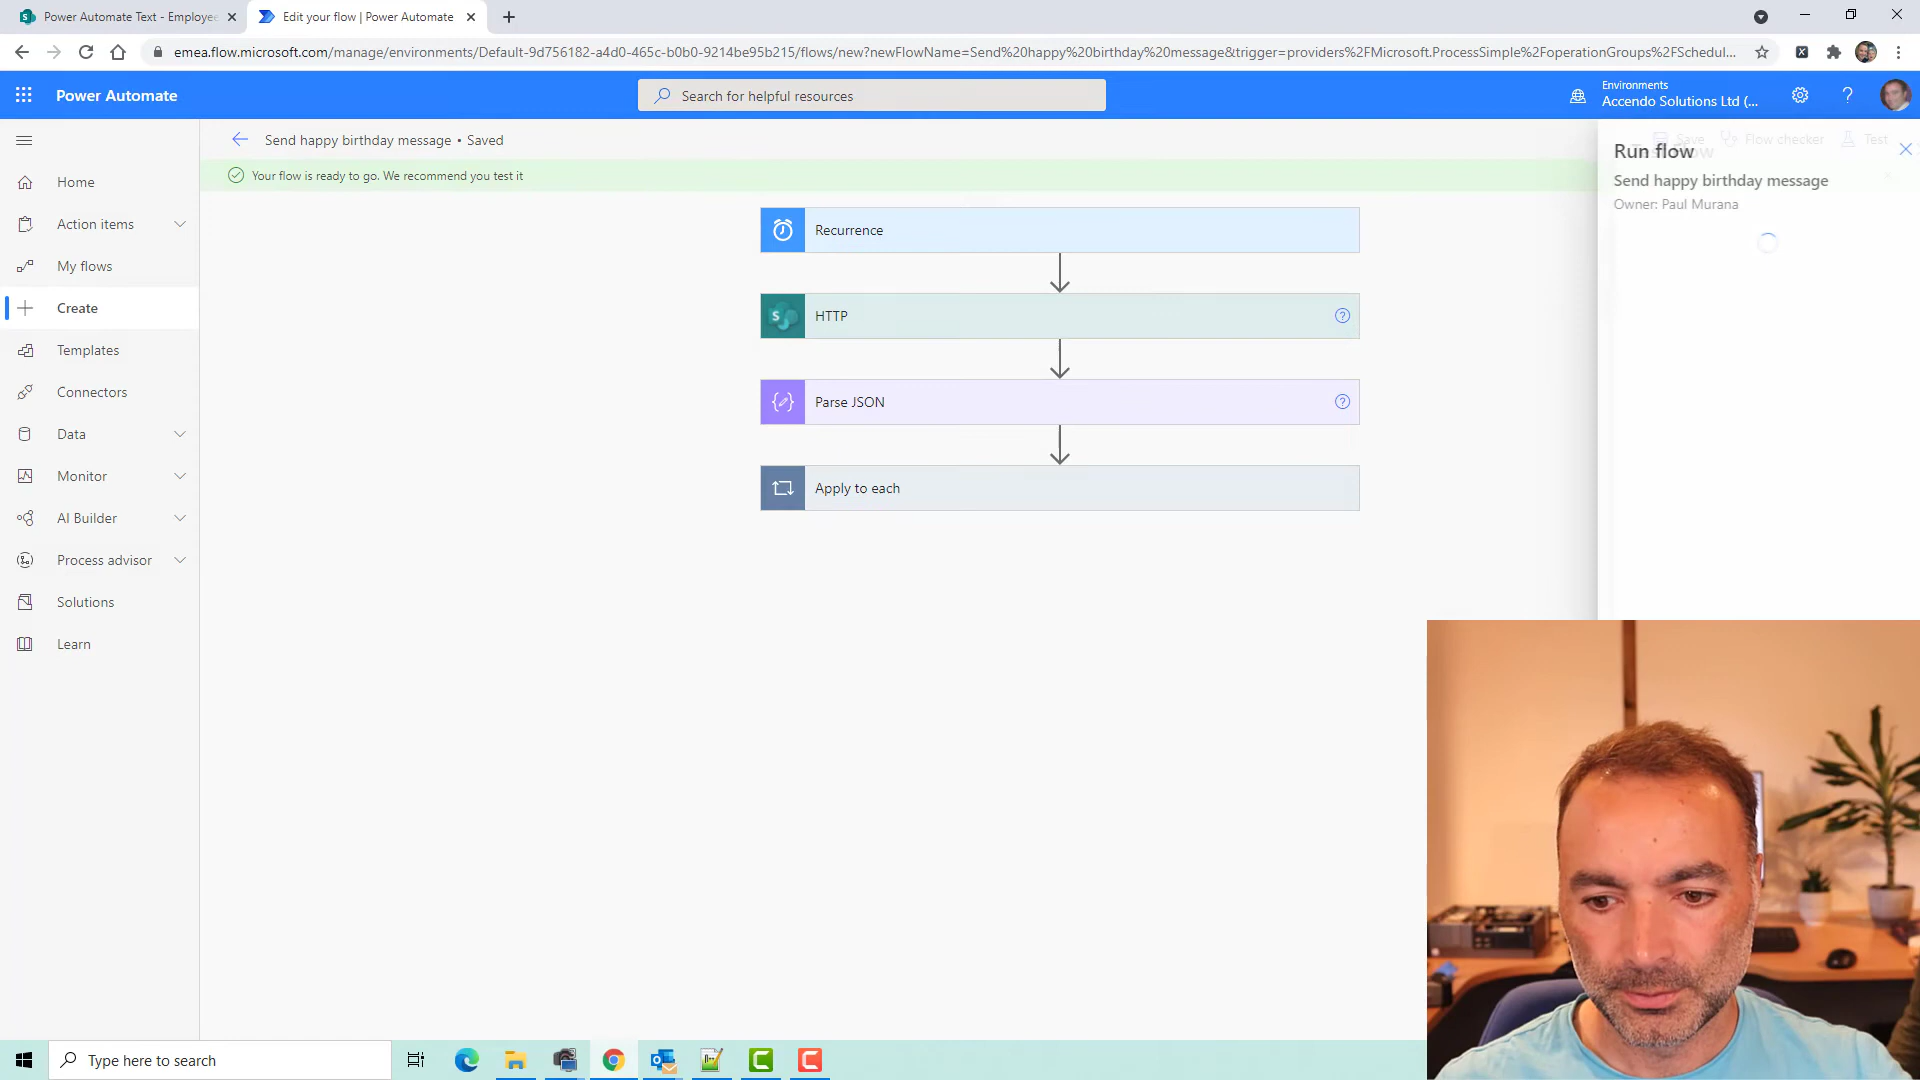 Power Automate Text - Employee
Edit your flow | Power Automate
emea.flow.microsoft.com/manage/environments/Default-9d756182-a4d0-465c-b0b0-9214be95b215/flows/new?newFlowName=Send%20happy%20birthday%20message&trigger=providers%2FMicrosoft.ProcessSimple%2FoperationGroups%2FSchedul...
Power Automate
Search for helpful resources
Environments
Accendo Solutions Ltd (...
Send happy birthday message • Saved
Save
Flow checker
Test
Your flow is ready to go. We recommend you test it
Run flow
Send happy birthday message
Owner: Paul Murana
Home
Action items
My flows
Create
Templates
Connectors
Data
Monitor
AI Builder
Process advisor
Solutions
Learn
Recurrence
HTTP
Parse JSON
Apply to each
Type here to search